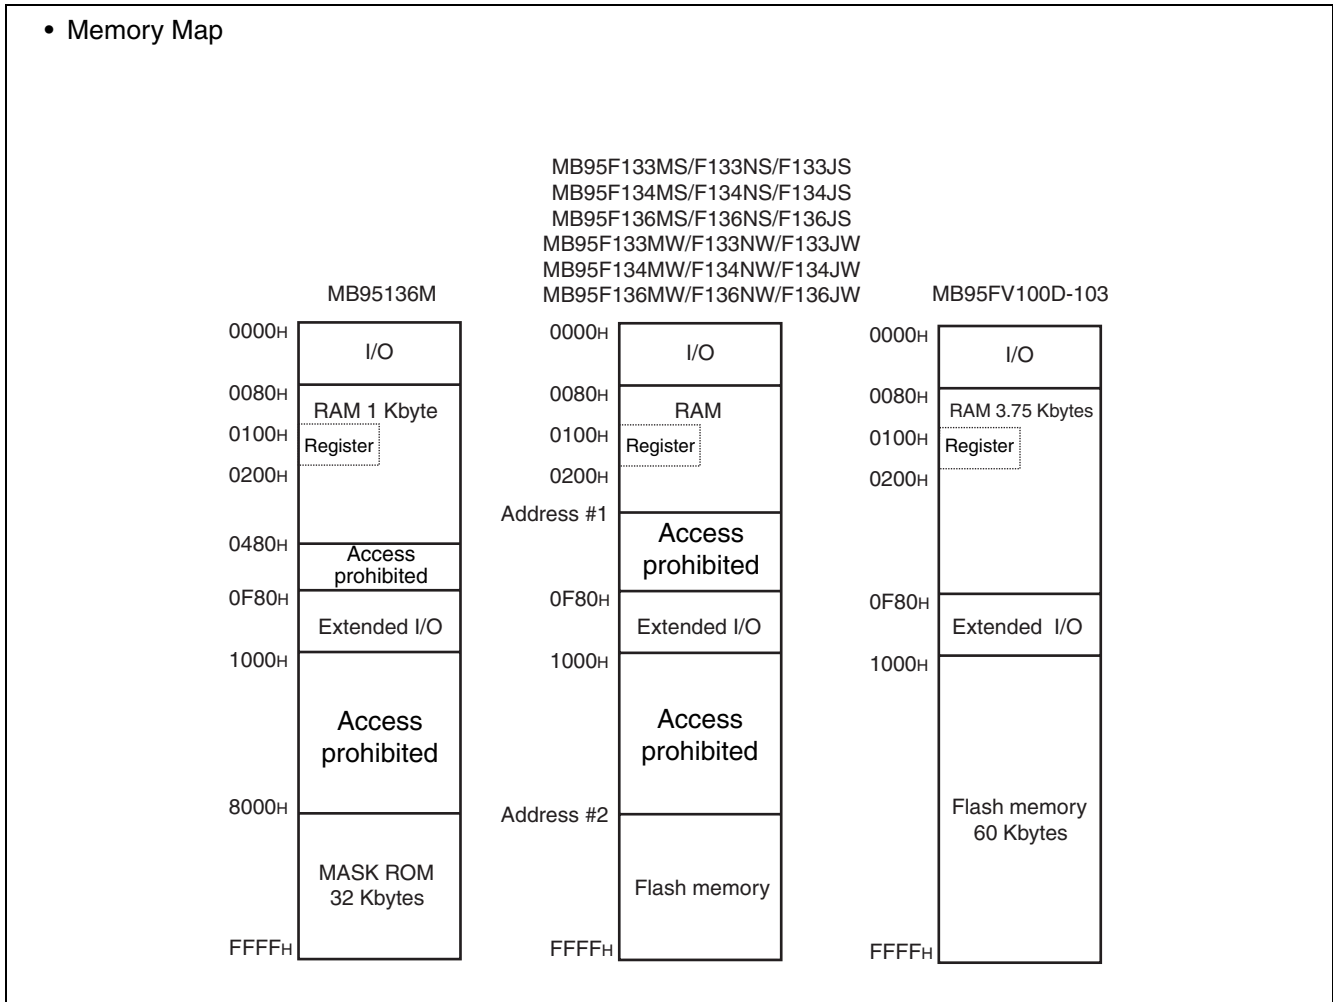 • Memory Map
MB95F133MS/F133NS/F133JS
MB95F134MS/F134NS/F134JS
MB95F136MS/F136NS/F136JS
MB95F133MW/F133NW/F133JW
MB95F134MW/F134NW/F134JW
MB95F136MW/F136NW/F136JW
MB95136M
MB95FV100D-103
0000H
I/O
0080H
RAM 1 Kbyte
0100H
Register
0200H
0480H
Access
prohibited
0F80H
Extended I/O
1000H
Access
prohibited
8000H
MASK ROM
32 Kbytes
FFFFH
0000H
I/O
0080H
RAM
0100H
Register
0200H
Address #1
Access
prohibited
0F80H
Extended I/O
1000H
Access
prohibited
Address #2
Flash memory
FFFFH
0000H
I/O
0080H
RAM 3.75 Kbytes
0100H
Register
0200H
0F80H
Extended I/O
1000H
Flash memory
60 Kbytes
FFFFH